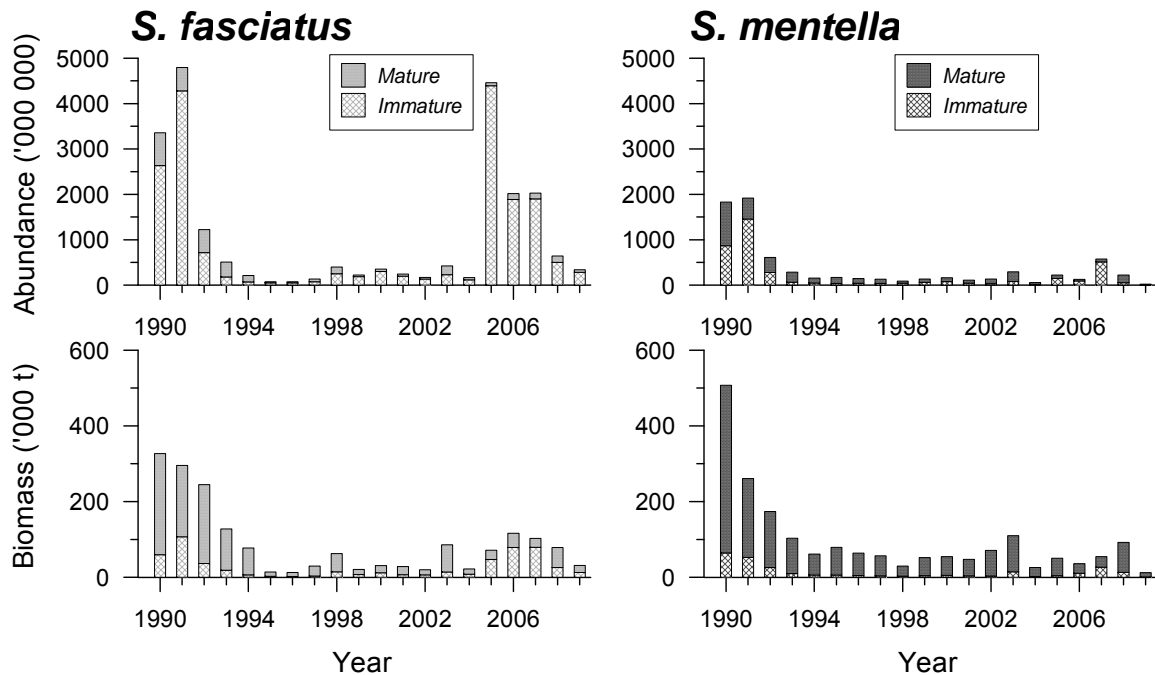 S. fasciatus
S. mentella
Abundance ('000 000)
5000
4000
3000
2000
1000
0
Mature
Immature
1990 1994 1998 2002 2006
5000
4000
3000
2000
1000
0
Mature
Immature
1990 1994 1998 2002 2006
Biomass ('000 t)
600
400
200
0
1990 1994 1998 2002 2006
Year
600
400
200
0
1990 1994 1998 2002 2006
Year